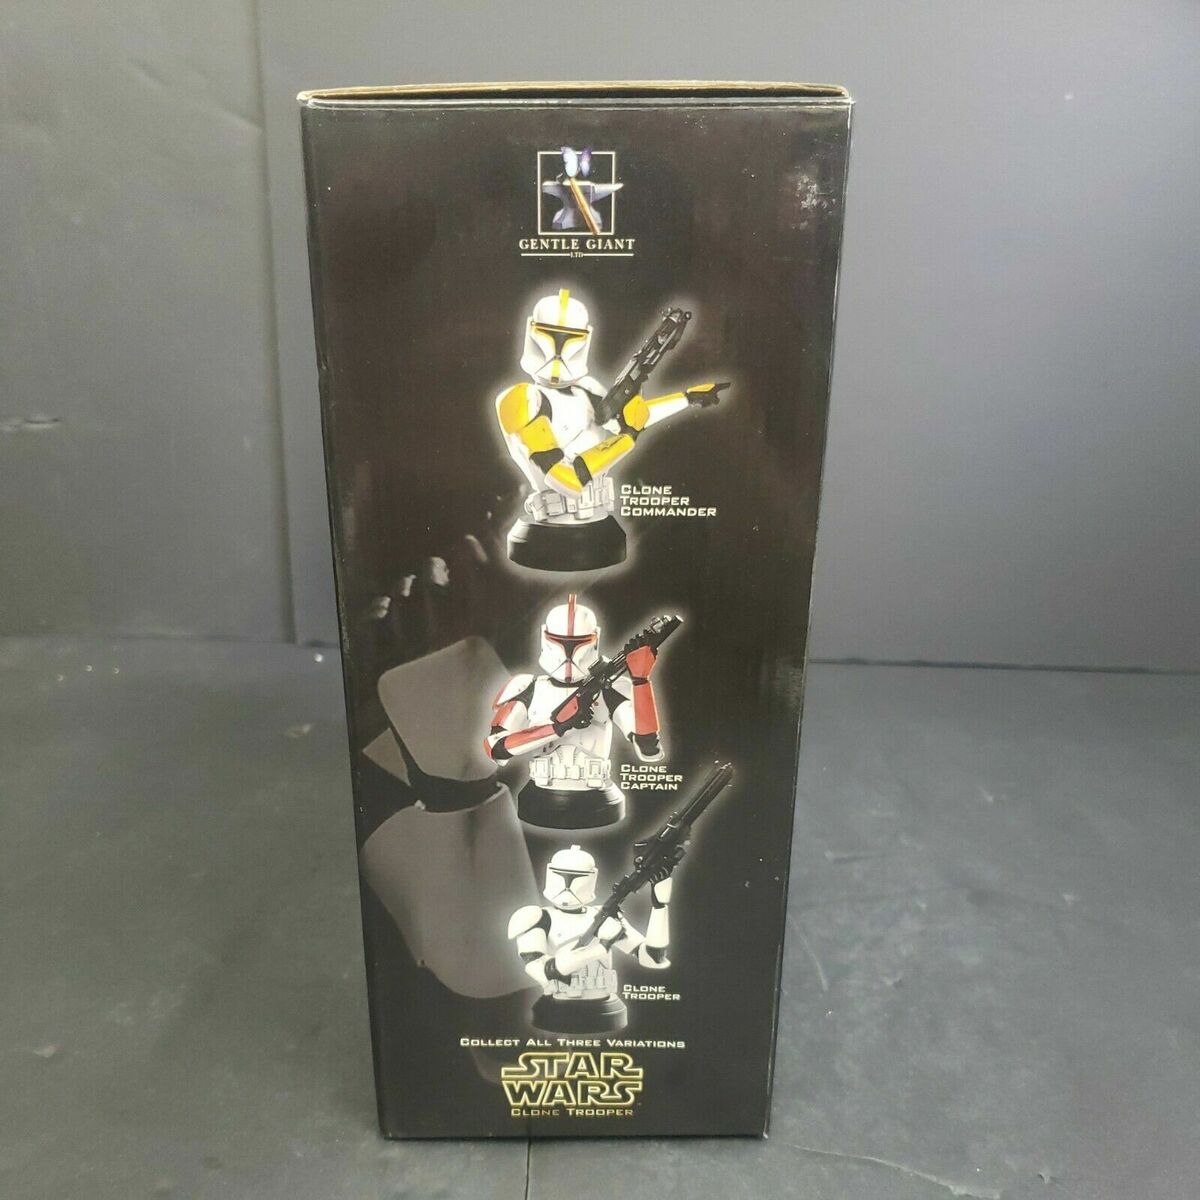 GENTLE GIANT
LTD
CLONE
TROOPER
COMMANDER
CLONE
TROOPER
CAPTAIN
CLONE
TROOPER
COLLECT ALL THREE VARIATIONS
STAR
WARS
CLONE TROOPER